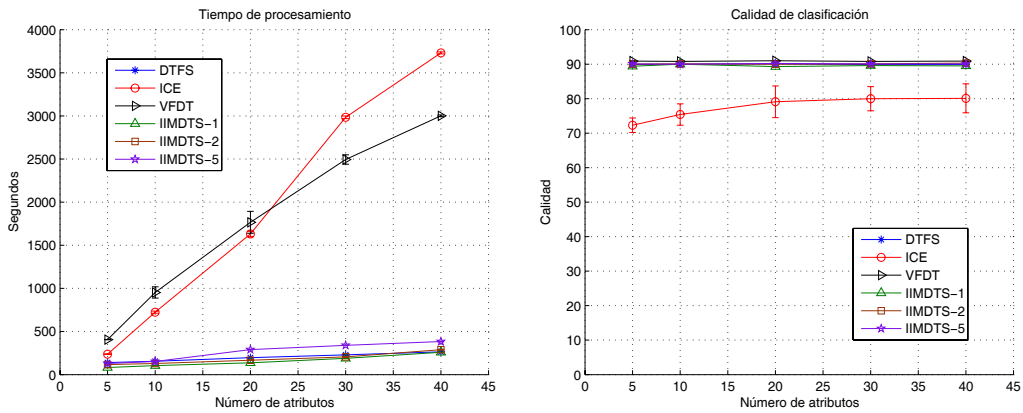 Tiempo de procesamiento
4000
3500
3000
2500
2000
1500
1000
500
0
Segundos
DTFS
ICE
VFDT
IIMDTS−1
IIMDTS−2
IIMDTS−5
0 5 10 15 20 25 30 35 40 45
Número de atributos
Calidad de clasificación
100
90
80
70
60
50
40
30
20
10
0
Calidad
DTFS
ICE
VFDT
IIMDTS−1
IIMDTS−2
IIMDTS−5
0 5 10 15 20 25 30 35 40 45
Número de atributos